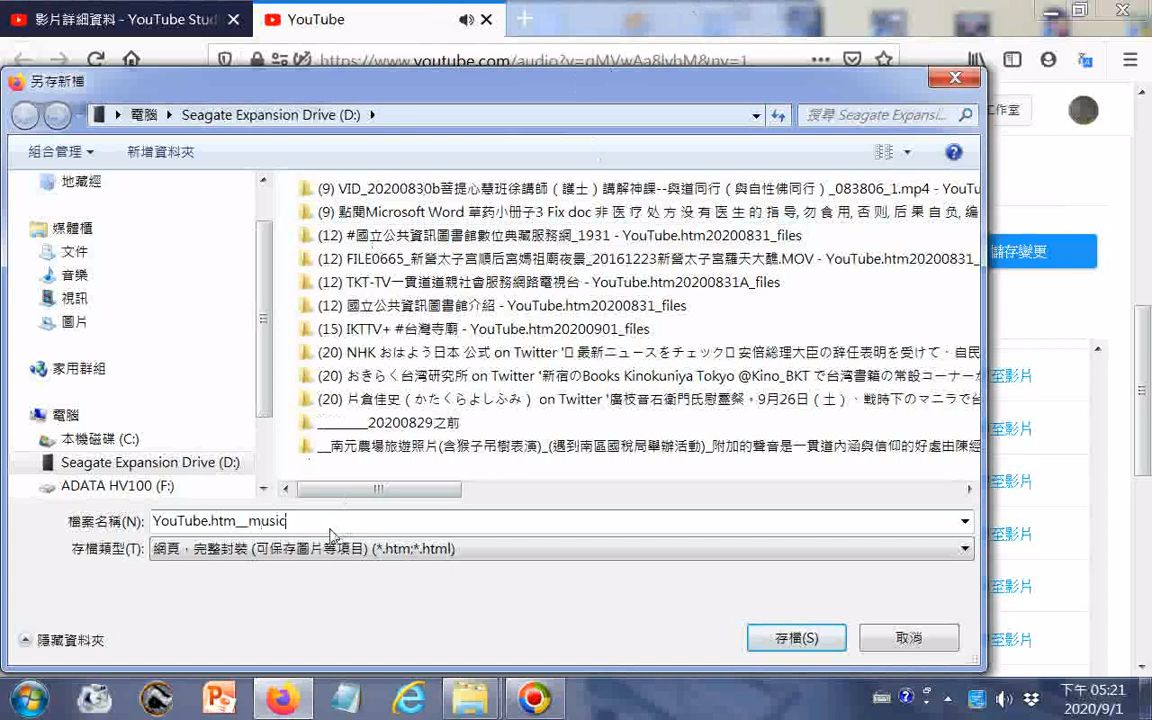 影片詳細資料 - YouTube Stud
YouTube
https://www.youtube.com/audio?v=qMVwAa8lvbM&nv=1
另存新檔
電腦 Seagate Expansion Drive (D:)
搜尋 Seagate Expansi...
工作室
組合管理 新增資料夾
地藏經
媒體櫃
文件
音樂
視訊
圖片
家用群組
電腦
本機磁碟 (C:)
Seagate Expansion Drive (D:)
ADATA HV100 (F:)
(9) VID_20200830b菩提心慧班徐講師（護士）講解神課--與道同行（與自性佛同行）_083806_1.mp4 - YouTu
(9) 點閱Microsoft Word 草药小册子3 Fix doc 非 医 疗 处 方 没 有 医 生 的 指 导, 勿 食 用, 否 则, 后 果 自 负, 编
(12) #國立公共資訊圖書館數位典藏服務網_1931 - YouTube.htm20200831_files
(12) FILE0665_新營太子宮順后宮媽祖廟夜景_20161223新營太子宮羅天大醮.MOV - YouTube.htm20200831_
(12) TKT-TV一貫道道親社會服務網路電視台 - YouTube.htm20200831A_files
(12) 國立公共資訊圖書館介紹 - YouTube.htm20200831_files
(15) IKTTV+ #台灣寺廟 - YouTube.htm20200901_files
(20) NHK おはよう日本 公式 on Twitter '最新ニュースをチェック 安倍総理大臣の辞任表明を受けて・自民
(20) おきらく台湾研究所 on Twitter '新宿のBooks Kinokuniya Tokyo @Kino_BKT で台湾書籍の常設コーナーか
(20) 片倉佳史（かたくらよしふみ）on Twitter '廣枝音右衛門氏慰霊祭。9月26日（土）、戦時下のマニラで台
________20200829之前
__南元農場旅遊照片(含猴子吊樹表演)_(遇到南區國稅局舉辦活動)_附加的聲音是一貫道內涵與信仰的好處由陳經
儲存變更
至影片
至影片
至影片
至影片
至影片
至影片
檔案名稱(N): YouTube.htm__music
存檔類型(T): 網頁，完整封裝 (可保存圖片等項目) (*.htm;*.html)
隱藏資料夾
存檔(S) 取消
下午 05:21
2020/9/1